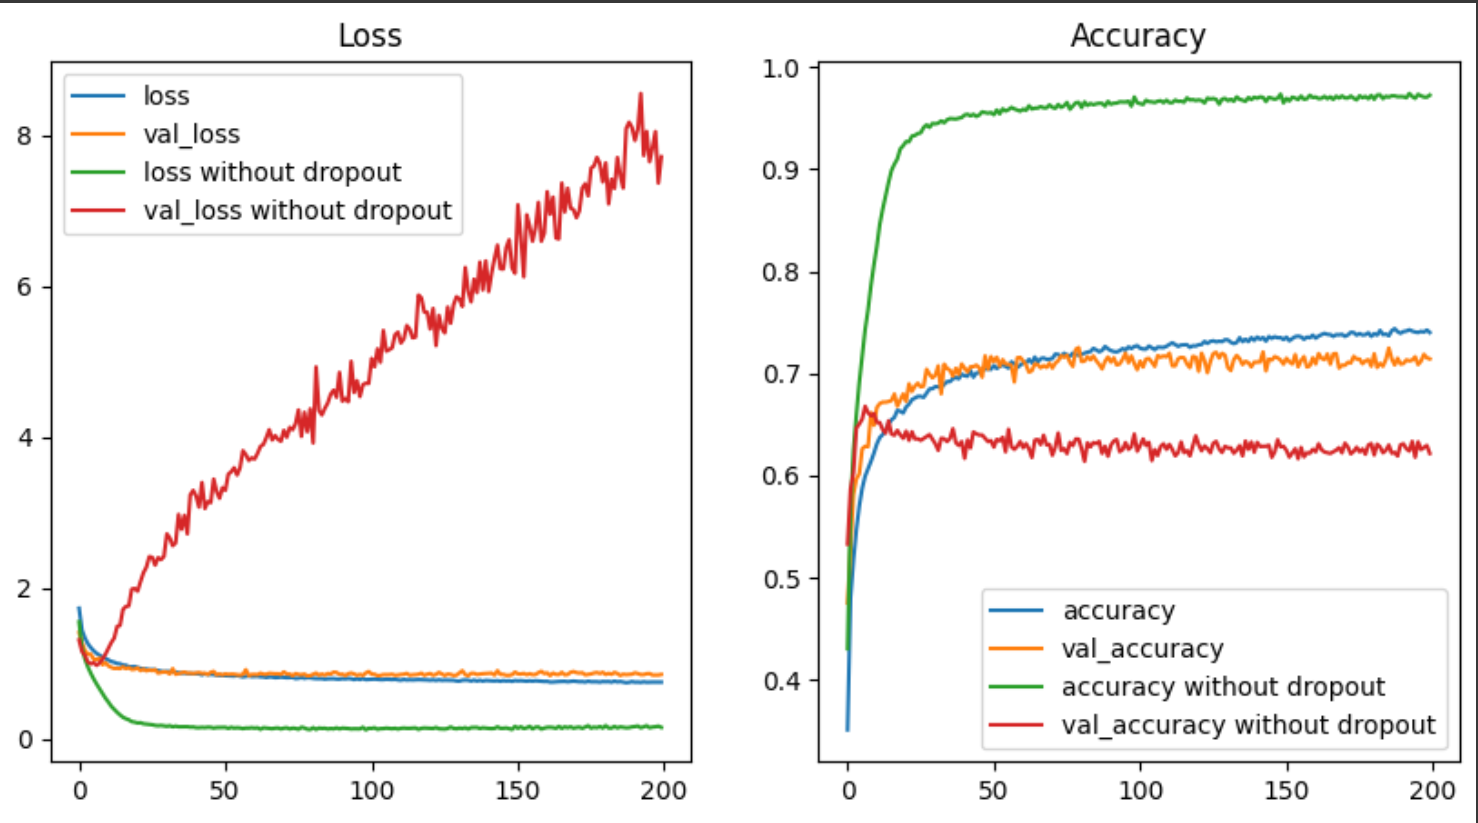 Loss
loss
val_loss
loss without dropout
val_loss without dropout
8
6
4
2
0
0
50
100
150
200
Accuracy
1.0
0.9
0.8
0.7
0.6
0.5
0.4
accuracy
val_accuracy
accuracy without dropout
val_accuracy without dropout
0
50
100
150
200